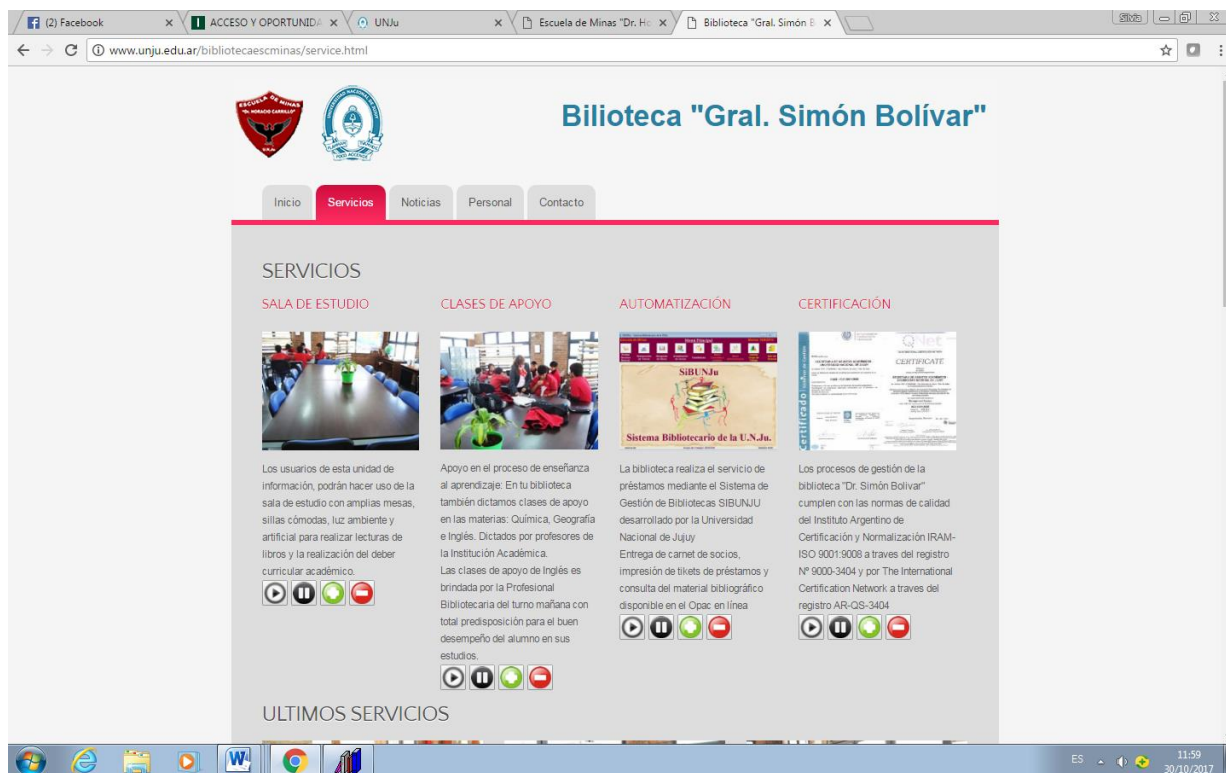 (2) Facebook
ACCESO Y OPORTUNIDA
UNJu
Escuela de Minas "Dr. Ho
Biblioteca "Gral. Simón B
Silvia
www.unju.edu.ar/bibliotecaescminas/service.html
ESCUELA DE MINAS
"Dr. HORACIO CARRILLO"
U.N.Ju.
Bilioteca "Gral. Simón Bolívar"
Inicio
Servicios
Noticias
Personal
Contacto
SERVICIOS
SALA DE ESTUDIO
Los usuarios de esta unidad de
información, podrán hacer uso de la
sala de estudio con amplias mesas,
sillas cómodas, luz ambiente y
artificial para realizar lecturas de
libros y la realización del deber
curricular académico.
CLASES DE APOYO
Apoyo en el proceso de enseñanza
al aprendizaje: En tu biblioteca
también dictamos clases de apoyo
en las materias: Química, Geografía
e Inglés. Dictados por profesores de
la Institución Académica.
Las clases de apoyo de Inglés es
brindada por la Profesional
Bibliotecaria del turno mañana con
total predisposición para el buen
desempeño del alumno en sus
estudios,
AUTOMATIZACIÓN
SiBUNJu
Sistema Bibliotecario de la U.N.Ju.
La biblioteca realiza el servicio de
préstamos mediante el Sistema de
Gestión de Bibliotecas SIBUNJU
desarrollado por la Universidad
Nacional de Jujuy
Entrega de carnet de socios,
impresión de tikets de préstamos y
consulta del material bibliográfico
disponible en el Opac en línea
CERTIFICACIÓN
certificado
CERTIFICATE
Los procesos de gestión de la
biblioteca "Dr. Simón Bolivar"
cumplen con las normas de calidad
del Instituto Argentino de
Certificación y Normalización IRAM-
ISO 9001:9008 a traves del registro
Nº 9000-3404 y por The International
Certification Network a traves del
registro AR-QS-3404
ULTIMOS SERVICIOS
ES
11:59
30/10/2017